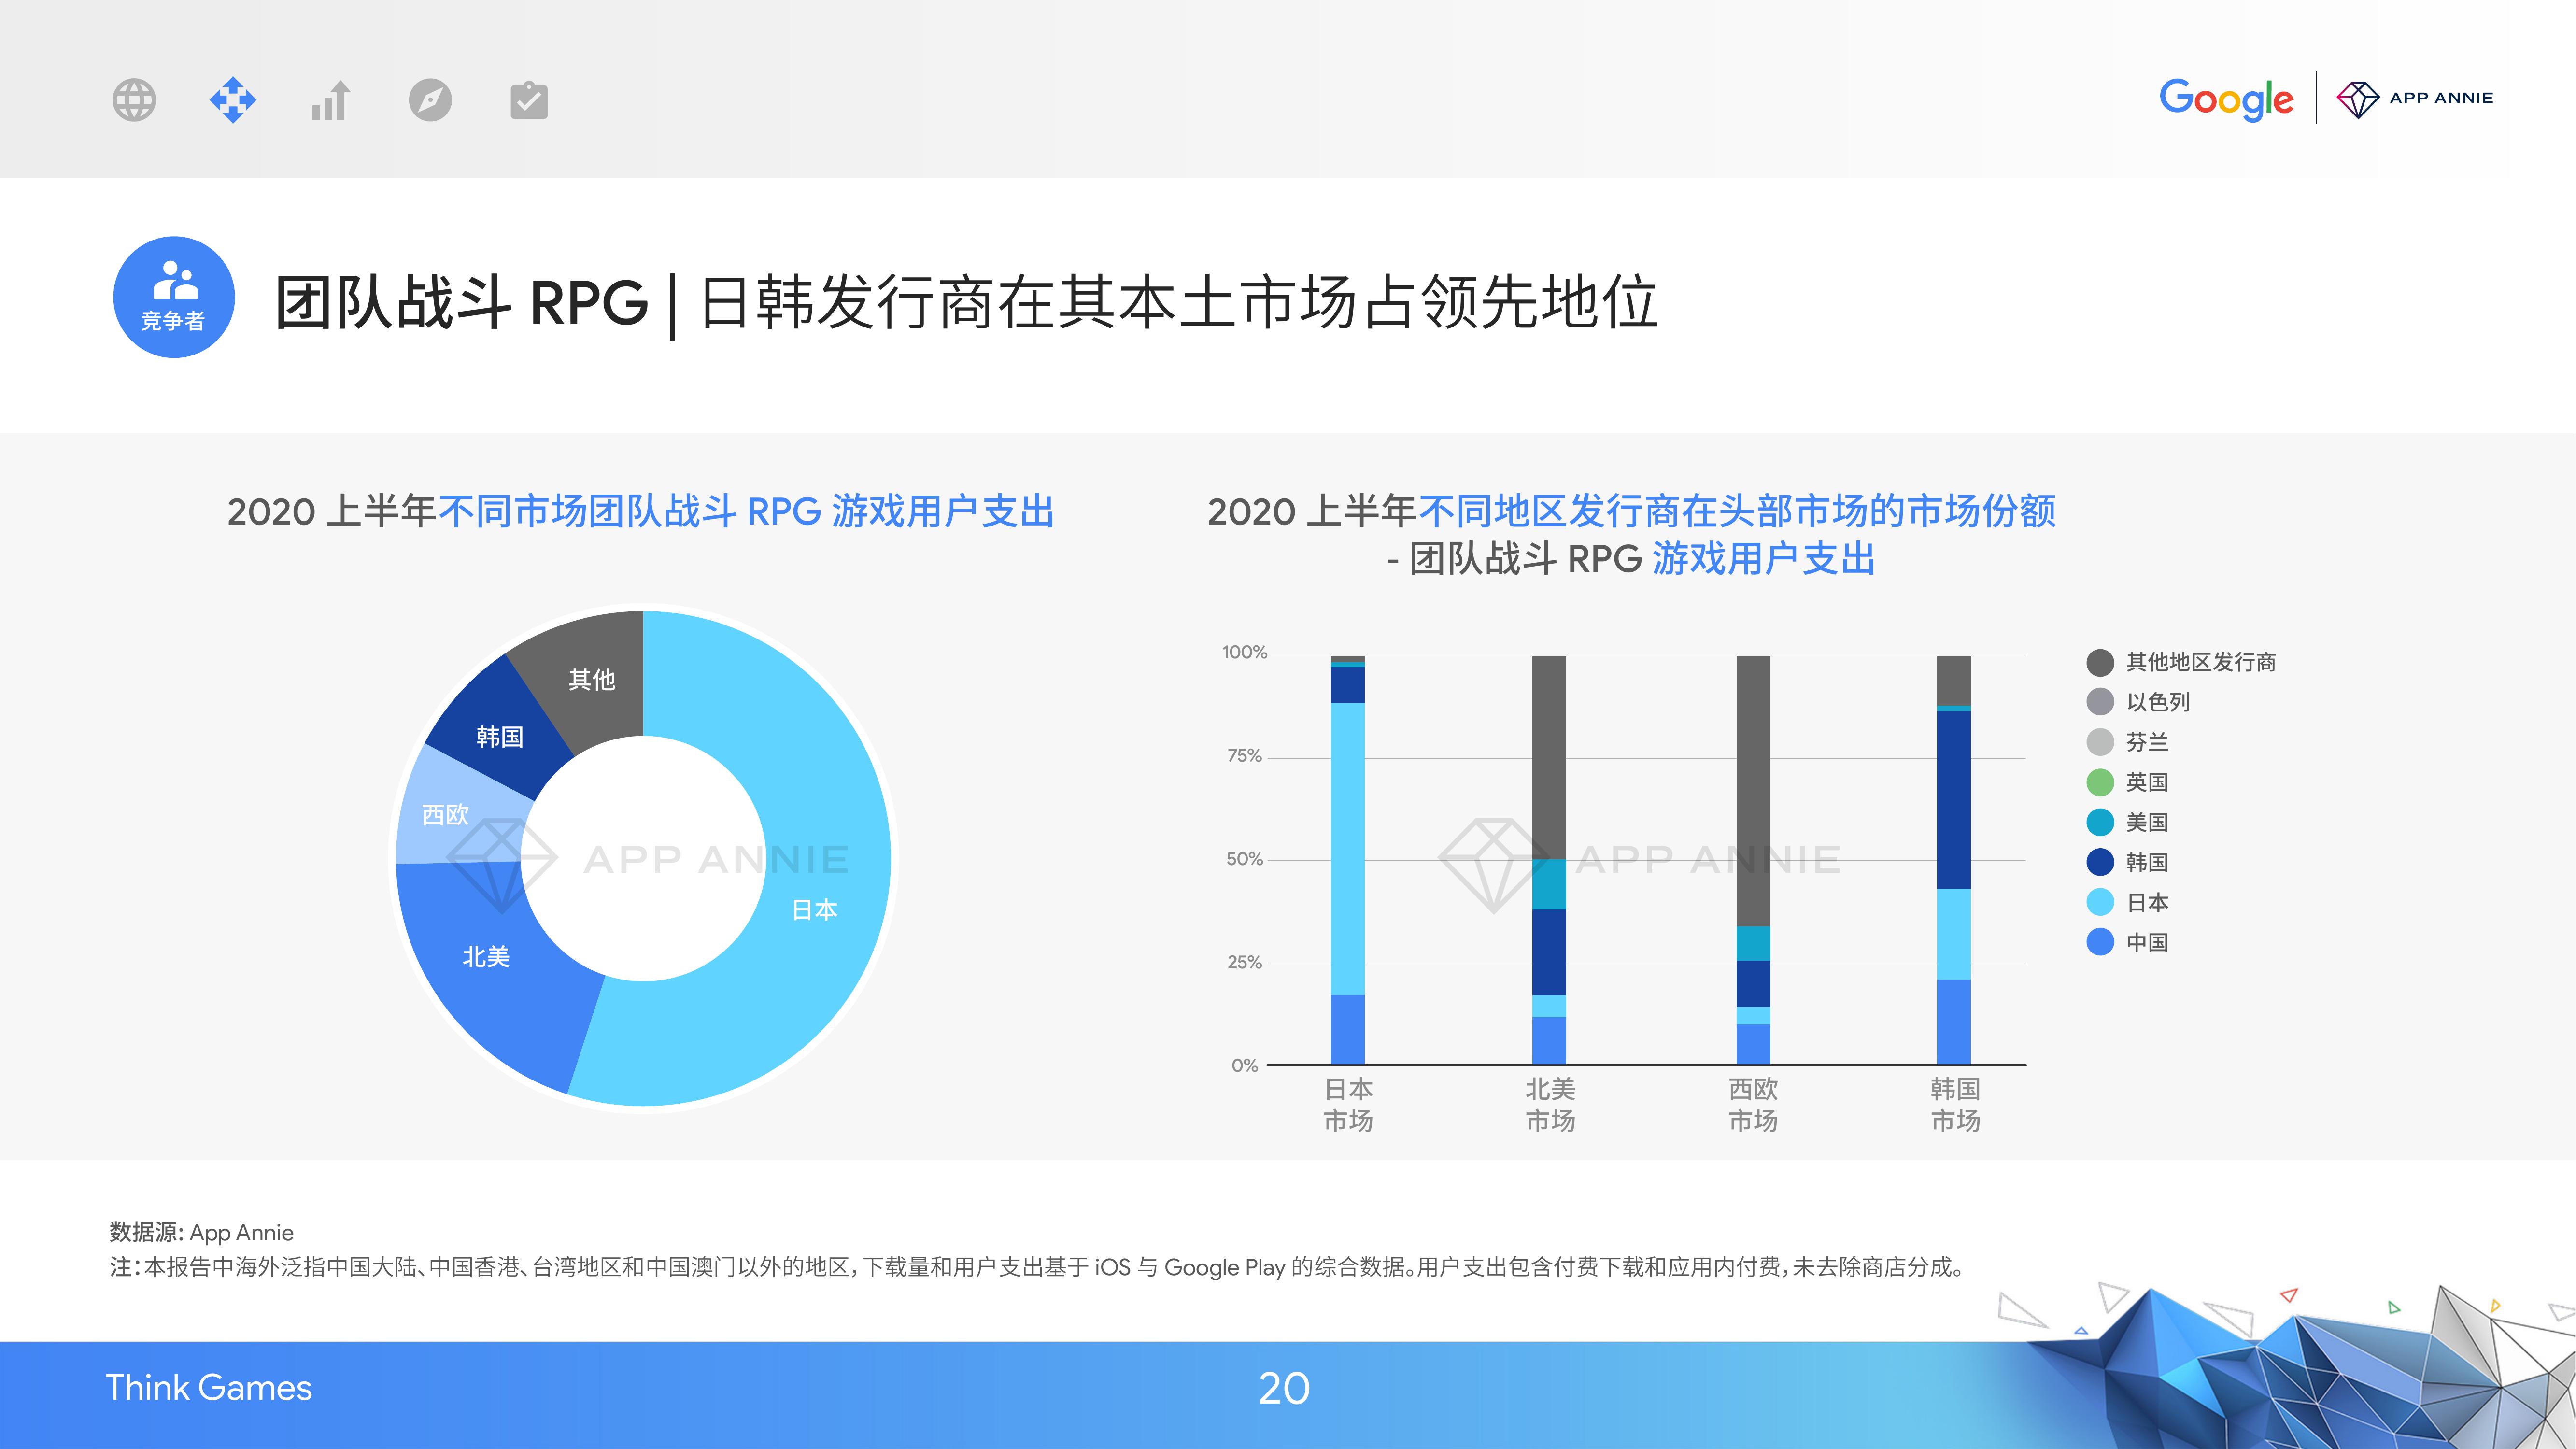 Google | APP ANNIE
竞争者
团队战斗 RPG | 日韩发行商在其本土市场占领先地位
2020 上半年不同市场团队战斗 RPG 游戏用户支出
其他
韩国
西欧
北美
日本
APP ANNIE
2020 上半年不同地区发行商在头部市场的市场份额
- 团队战斗 RPG 游戏用户支出
100%
75%
50%
25%
0%
APP ANNIE
日本
市场
北美
市场
西欧
市场
韩国
市场
其他地区发行商
以色列
芬兰
英国
美国
韩国
日本
中国
数据源: App Annie
注:本报告中海外泛指中国大陆、中国香港、台湾地区和中国澳门以外的地区,下载量和用户支出基于 iOS 与 Google Play 的综合数据。用户支出包含付费下载和应用内付费,未去除商店分成。
Think Games
20